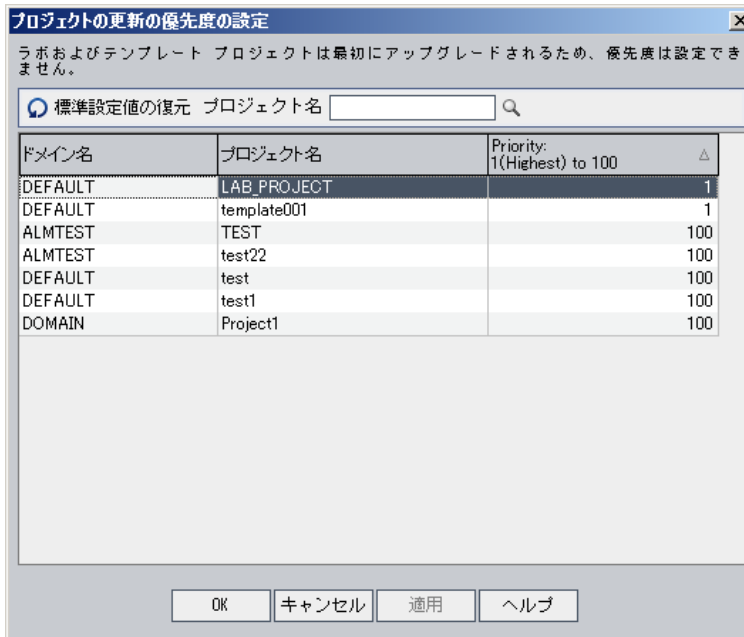 プロジェクトの更新の優先度の設定
ラボおよびテンプレート プロジェクトは最初にアップグレードされるため、優先度は設定でき
ません。
標準設定値の復元 プロジェクト名
ドメイン名 プロジェクト名 Priority:
1(Highest) to 100
DEFAULT LAB_PROJECT 1
DEFAULT template001 1
ALMTEST TEST 100
ALMTEST test22 100
DEFAULT test 100
DEFAULT test1 100
DOMAIN Project1 100
OK キャンセル 適用 ヘルプ